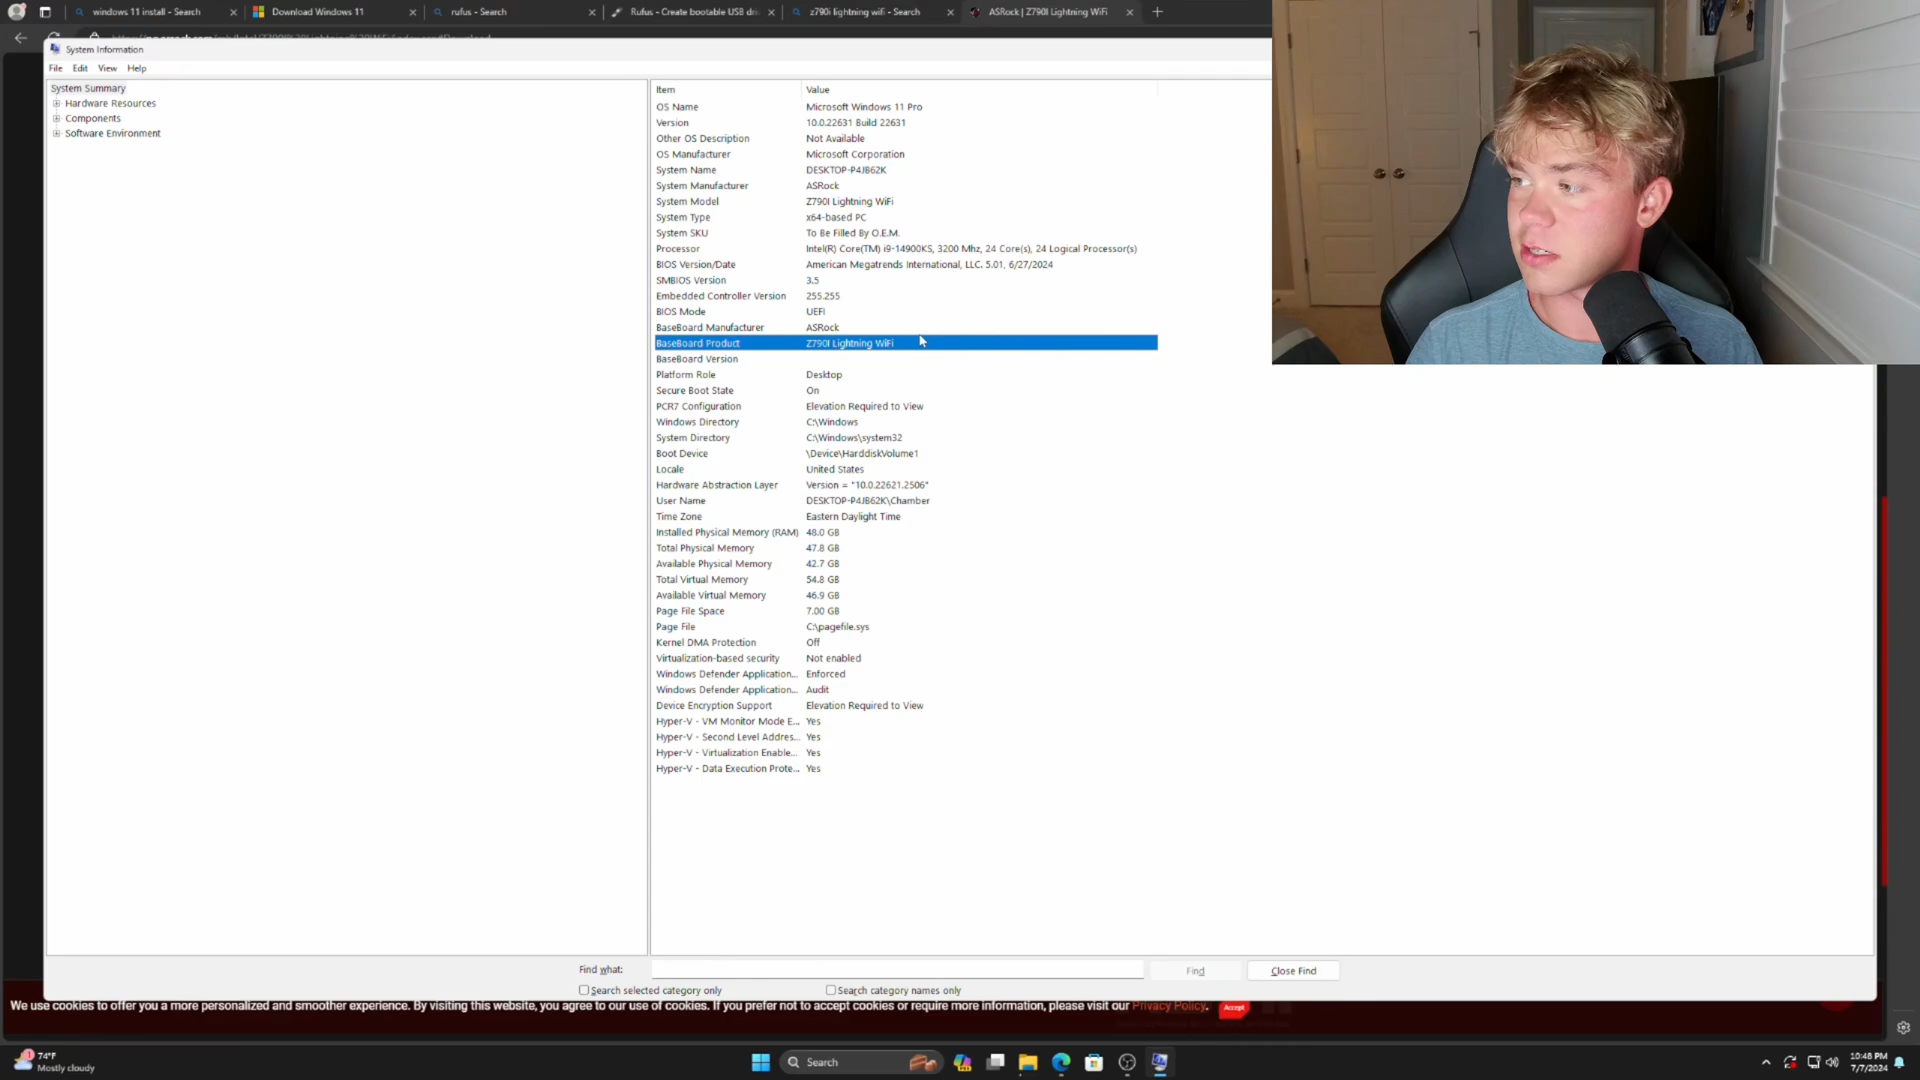 windows 11 install - Search
Download Windows 11
rufus - Search
Rufus - Create bootable USB dri
z790i lightning wifi - Search
ASRock | Z790I Lightning WiFi
System Information
File Edit View Help
System Summary
Hardware Resources
Components
Software Environment
Item Value
OS Name Microsoft Windows 11 Pro
Version 10.0.22631 Build 22631
Other OS Description Not Available
OS Manufacturer Microsoft Corporation
System Name DESKTOP-P4JB62K
System Manufacturer ASRock
System Model Z790I Lightning WiFi
System Type x64-based PC
System SKU To Be Filled By O.E.M.
Processor Intel(R) Core(TM) i9-14900KS, 3200 Mhz, 24 Core(s), 24 Logical Processor(s)
BIOS Version/Date American Megatrends International, LLC. 5.01, 6/27/2024
SMBIOS Version 3.5
Embedded Controller Version 255.255
BIOS Mode UEFI
BaseBoard Manufacturer ASRock
BaseBoard Product Z790I Lightning WiFi
BaseBoard Version
Platform Role Desktop
Secure Boot State On
PCR7 Configuration Elevation Required to View
Windows Directory C:\Windows
System Directory C:\Windows\system32
Boot Device \Device\HarddiskVolume1
Locale United States
Hardware Abstraction Layer Version = "10.0.22621.2506"
User Name DESKTOP-P4JB62K\Chamber
Time Zone Eastern Daylight Time
Installed Physical Memory (RAM) 48.0 GB
Total Physical Memory 47.8 GB
Available Physical Memory 42.7 GB
Total Virtual Memory 54.8 GB
Available Virtual Memory 46.9 GB
Page File Space 7.00 GB
Page File C:\pagefile.sys
Kernel DMA Protection Off
Virtualization-based security Not enabled
Windows Defender Application... Enforced
Windows Defender Application... Audit
Device Encryption Support Elevation Required to View
Hyper-V - VM Monitor Mode E... Yes
Hyper-V - Second Level Addres... Yes
Hyper-V - Virtualization Enable... Yes
Hyper-V - Data Execution Prote... Yes
Find what: Find Close Find
Search selected category only Search category names only
We use cookies to offer you a more personalized and smoother experience. By visiting this website, you agree to our use of cookies. If you prefer not to accept cookies or require more information, please visit our Privacy Policy. Accept
1 74°F
Mostly cloudy
Search
10:48 PM
7/7/2024